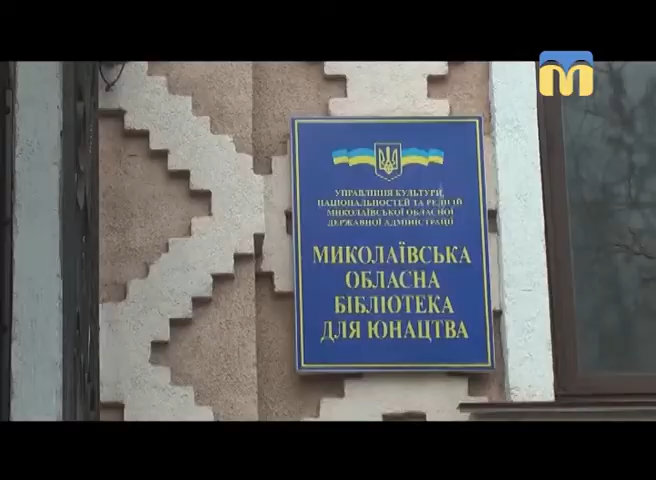 УПРАВЛІННЯ КУЛЬТУРИ,
НАЦІОНАЛЬНОСТЕЙ ТА РЕЛІГІЙ
МИКОЛАЇВСЬКОЇ ОБЛАСНОЇ
ДЕРЖАВНОЇ АДМІНІСТРАЦІЇ
МИКОЛАЇВСЬКА
ОБЛАСНА
БІБЛІОТЕКА
ДЛЯ ЮНАЦТВА